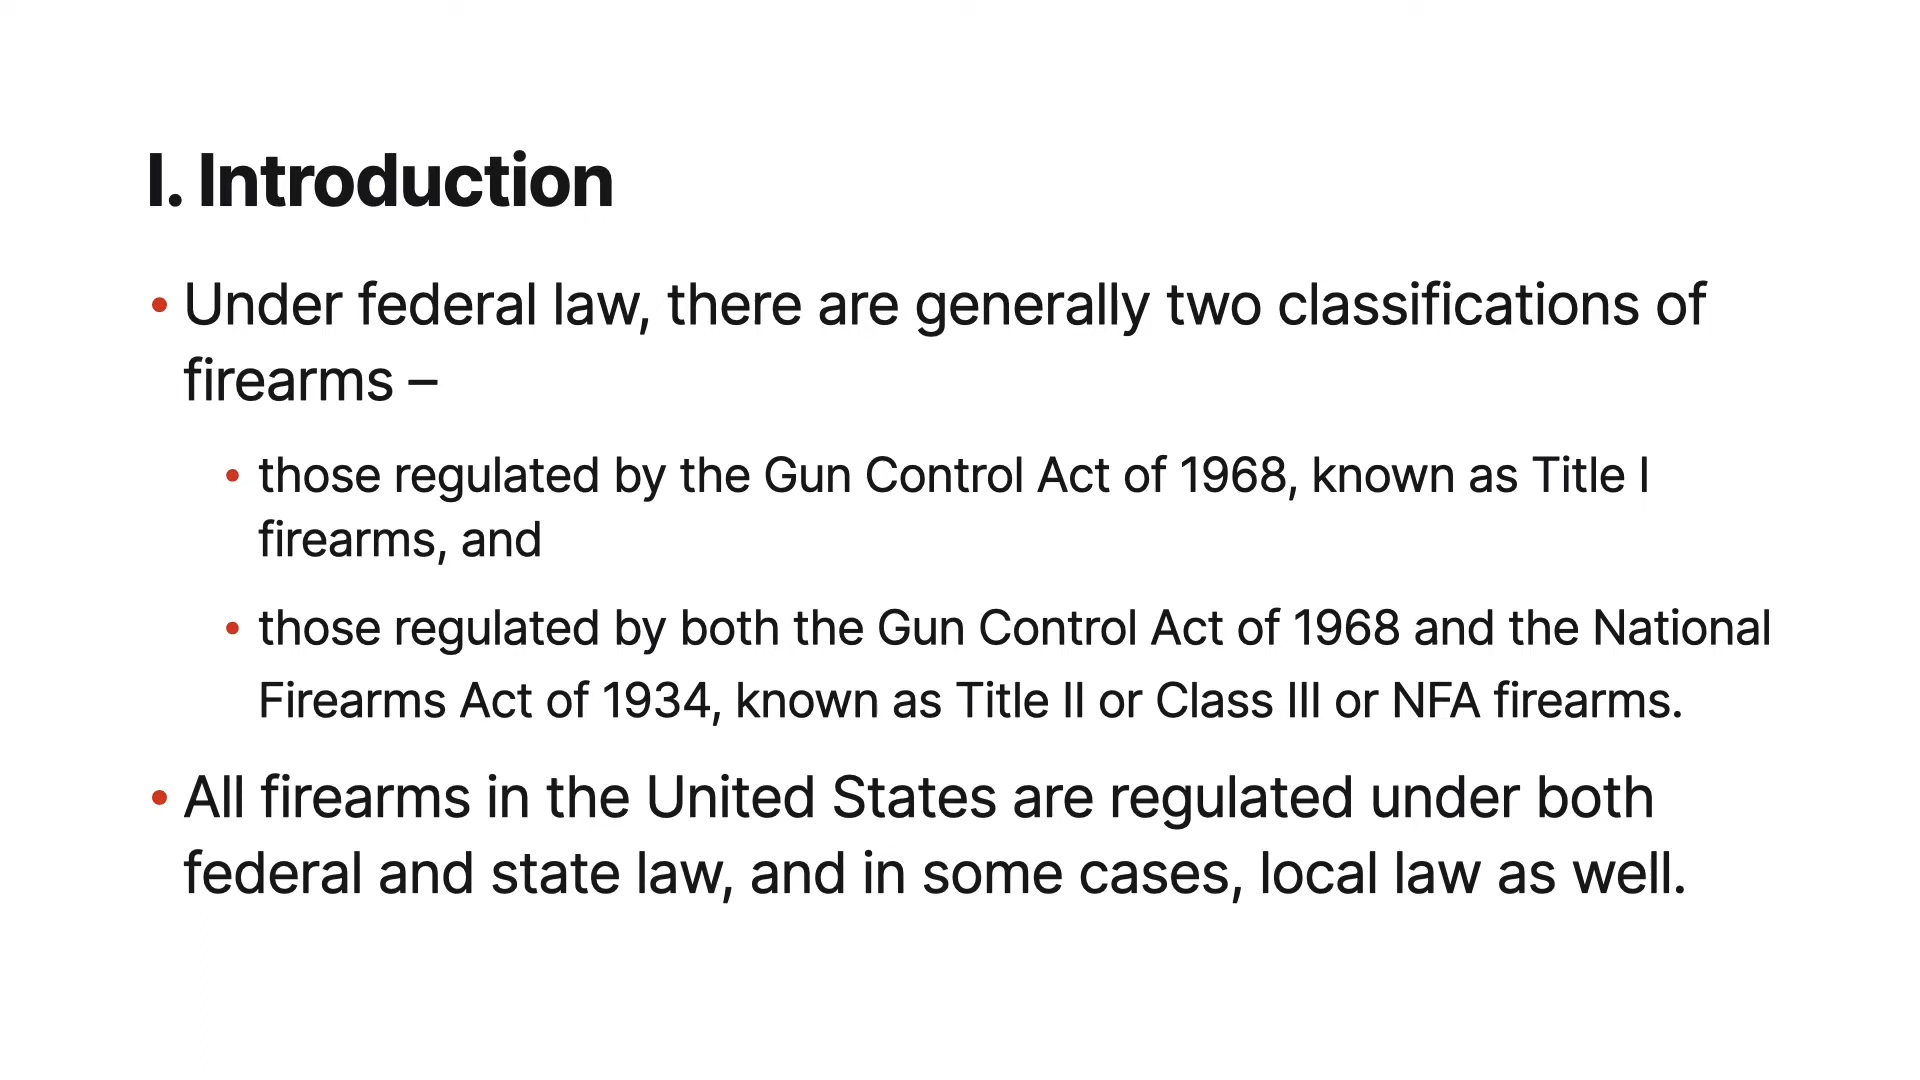 I. Introduction
• Under federal law, there are generally two classifications of
firearms –
• those regulated by the Gun Control Act of 1968, known as Title I
firearms, and
• those regulated by both the Gun Control Act of 1968 and the National
Firearms Act of 1934, known as Title II or Class III or NFA firearms.
• All firearms in the United States are regulated under both
federal and state law, and in some cases, local law as well.